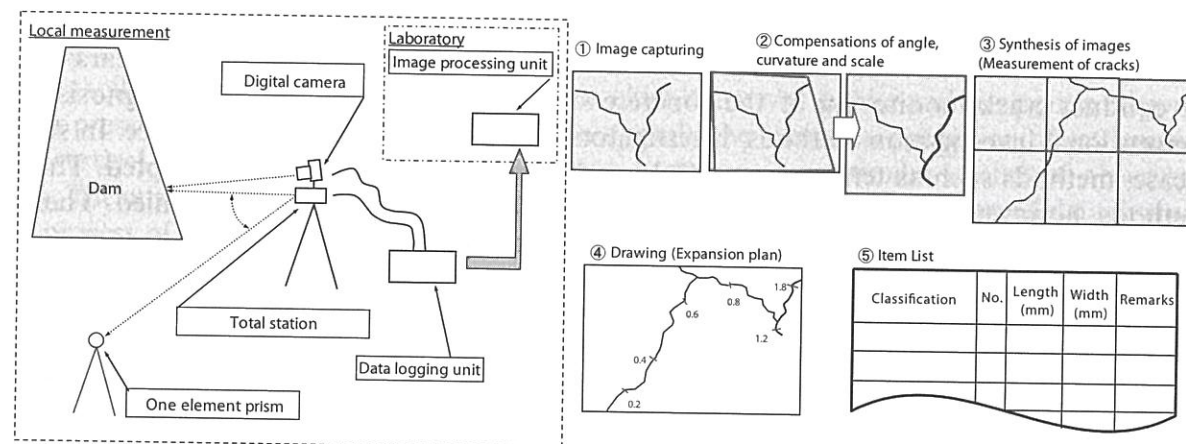 Local measurement
Laboratory
Image processing unit
Digital camera
Dam
Total station
Data logging unit
One element prism
① Image capturing
② Compensations of angle,
curvature and scale
③ Synthesis of images
(Measurement of cracks)
④ Drawing (Expansion plan)
1.8
0.8
0.6
1.2
0.4
0.2
⑤ Item List
Classification No. Length (mm) Width (mm) Remarks